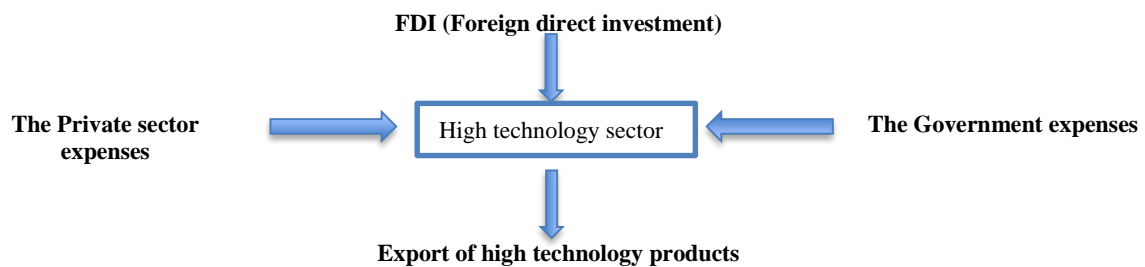 FDI (Foreign direct investment)
The Private sector
expenses
High technology sector
The Government expenses
Export of high technology products